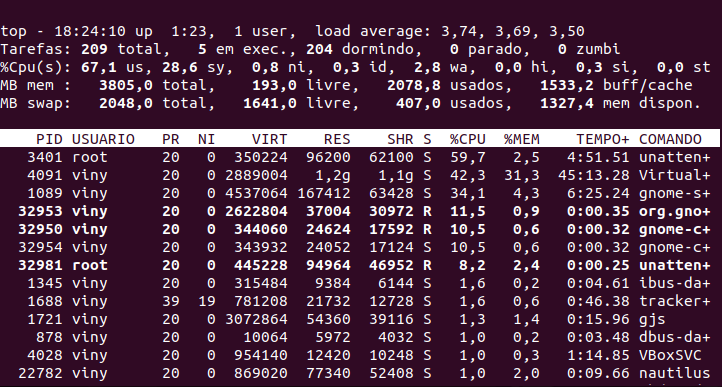 top - 18:24:10 up  1:23,  1 user,  load average: 3,74, 3,69, 3,50
Tarefas: 209 total,   5 em exec., 204 dormindo,   0 parado,   0 zumbi
%Cpu(s): 67,1 us, 28,6 sy,  0,8 ni,  0,3 id,  2,8 wa,  0,0 hi,  0,3 si,  0,0 st
MB mem :   3805,0 total,    193,0 livre,   2078,8 usados,   1533,2 buff/cache
MB swap:   2048,0 total,   1641,0 livre,    407,0 usados,   1327,4 mem dispon.
PID USUARIO   PR  NI    VIRT    RES    SHR S  %CPU  %MEM    TEMPO+ COMANDO
3401 root      20   0  350224  96200  62100 S  59,7   2,5   4:51.51 unatten+
4091 viny      20   0 2889004   1,2g   1,1g S  42,3  31,3  45:13.28 Virtual+
1089 viny      20   0 4537064 167412  63428 S  34,1   4,3   6:25.24 gnome-s+
32953 viny      20   0 2622804  37004  30972 R  11,5   0,9   0:00.35 org.gno+
32950 viny      20   0  344060  24624  17592 R  10,5   0,6   0:00.32 gnome-c+
32954 viny      20   0  343932  24052  17124 S  10,5   0,6   0:00.32 gnome-c+
32981 root      20   0  445228  94964  46952 R   8,2   2,4   0:00.25 unatten+
1345 viny      20   0  315484   9384   6144 S   1,6   0,2   0:04.61 ibus-da+
1688 viny      39  19  781208  21732  12728 S   1,6   0,6   0:46.38 tracker+
1721 viny      20   0 3072864  54360  39116 S   1,3   1,4   0:15.96 gjs
878 viny      20   0   10064   5972   4032 S   1,0   0,2   0:03.48 dbus-da+
4028 viny      20   0  954140  12420  10248 S   1,0   0,3   1:14.85 VBoxSVC
22782 viny      20   0  869020  77340  52408 S   1,0   2,0   0:09.66 nautilus